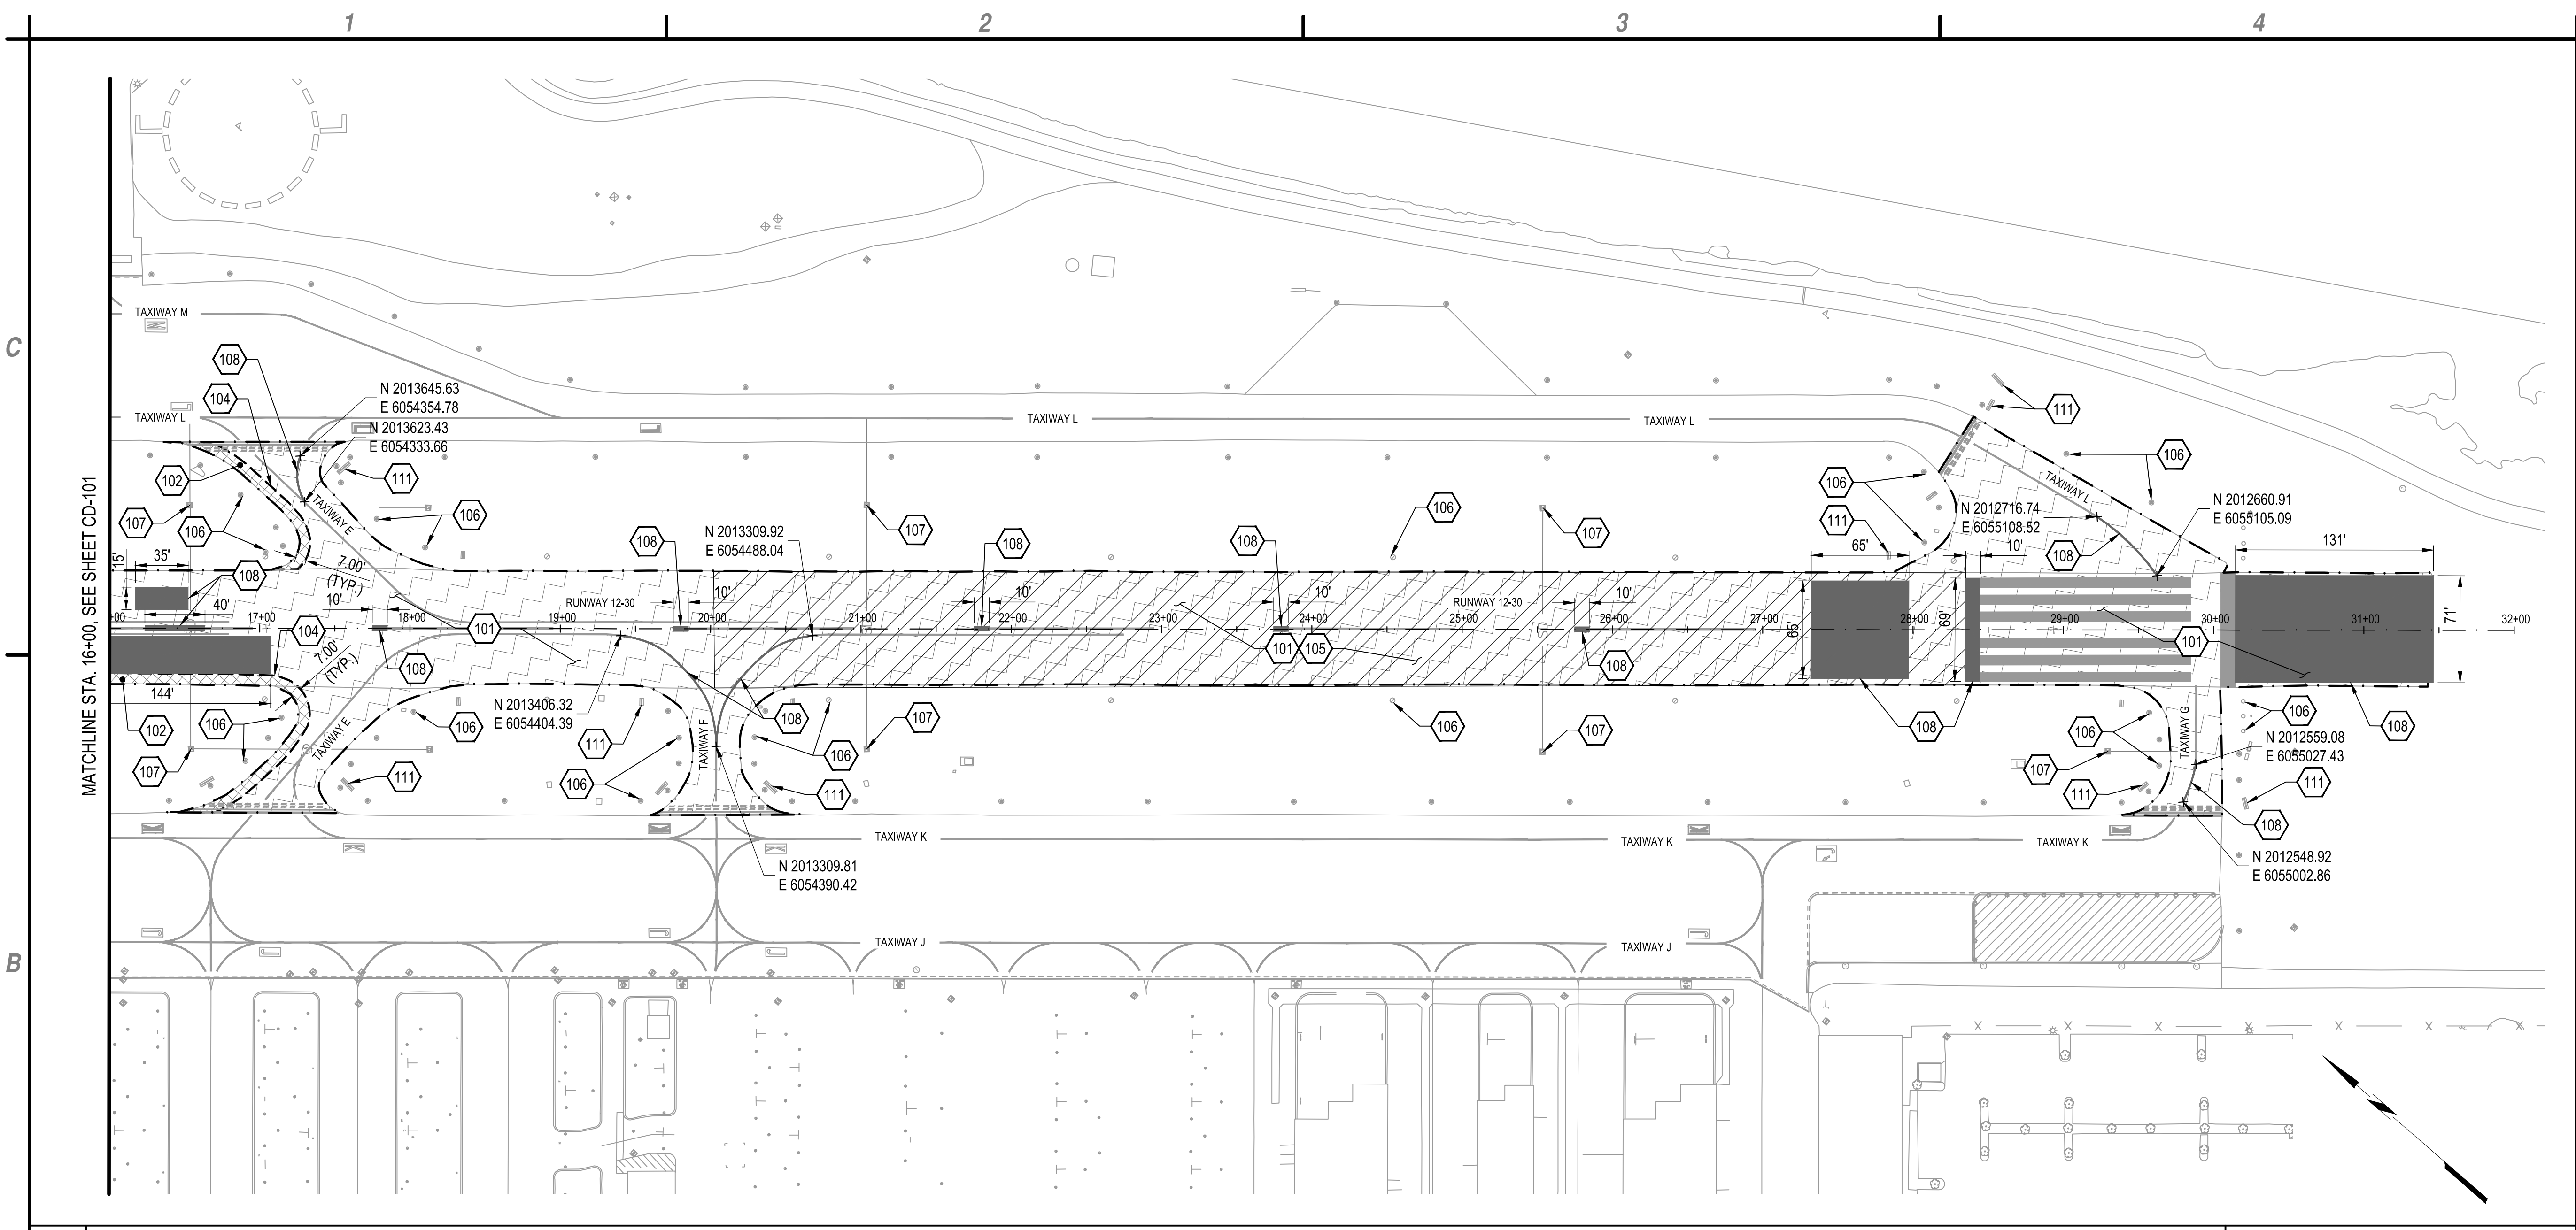 1
2
3
4
C
B
MATCHLINE STA. 16+00, SEE SHEET CD-101
TAXIWAY M
108
104
N 2013645.63
E 6054354.78
TAXIWAY L
TAXIWAY L
TAXIWAY L
N 2013623.43
E 6054333.66
111
102
111
106
106
107
106
106
TAXIWAY E
107
106
107
106
111
TAXIWAY L
N 2012716.74
E 6055108.52
N 2012660.91
E 6055105.09
15'
35'
108
7.00'
(TYP.)
108
N 2013309.92
E 6054488.04
108
108
65'
10'
108
131'
40'
10'
RUNWAY 12-30
10'
10'
10'
RUNWAY 12-30
10'
+00
17+00
18+00
19+00
20+00
21+00
22+00
23+00
24+00
25+00
26+00
27+00
28+00
29+00
30+00
31+00
32+00
104
101
101
105
65'
69'
101
71'
7.00'
(TYP.)
108
108
144'
102
106
TAXIWAY E
106
N 2013406.32
E 6054404.39
108
107
106
108
108
106
106
107
111
111
106
TAXIWAY F
106
111
107
107
111
TAXIWAY G
N 2012559.08
E 6055027.43
111
108
TAXIWAY K
TAXIWAY K
TAXIWAY K
N 2013309.81
E 6054390.42
N 2012548.92
E 6055002.86
TAXIWAY J
TAXIWAY J